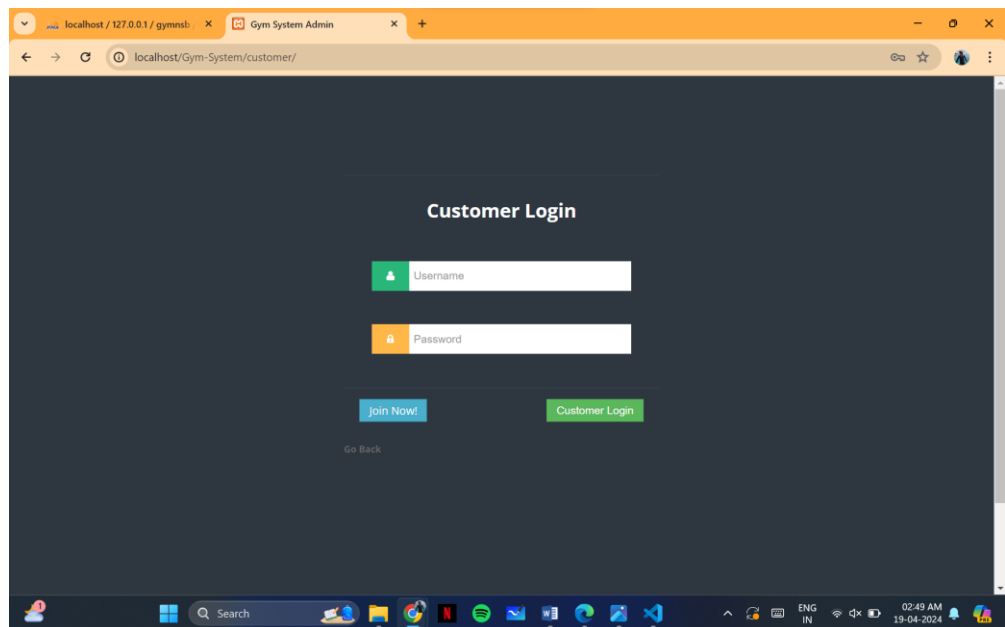 localhost / 127.0.0.1 / gymnsb /
Gym System Admin
localhost/Gym-System/customer/
Customer Login
Username
Password
Join Now!
Customer Login
Go Back
1
Search
ENG
IN
02:49 AM
19-04-2024